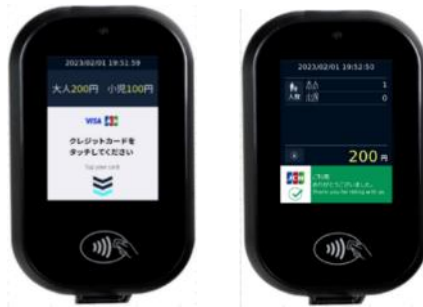 2023/02/01 19:51:59
大人200円 小児100円
VISA JCB
クレジットカードを
タッチしてください
2023/02/01 19:52:50
大人 1
人数 小児 0
200円
JCB
ご利用
ありがとうございました。
Thank you for riding with us.